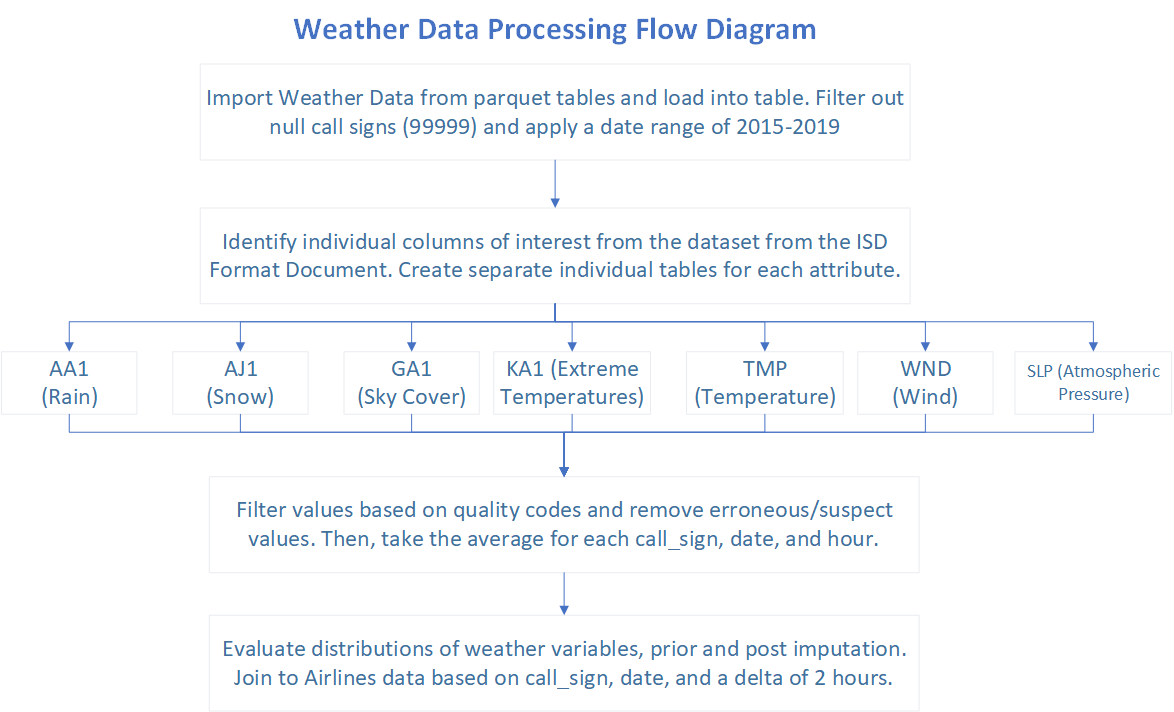 Weather Data Processing Flow Diagram
Import Weather Data from parquet tables and load into table. Filter out
null call signs (99999) and apply a date range of 2015-2019
Identify individual columns of interest from the dataset from the ISD
Format Document. Create separate individual tables for each attribute.
AA1
(Rain)
AJ1
(Snow)
GA1
(Sky Cover)
KA1 (Extreme
Temperatures)
TMP
(Temperature)
WND
(Wind)
SLP (Atmospheric
Pressure)
Filter values based on quality codes and remove erroneous/suspect
values. Then, take the average for each call_sign, date, and hour.
Evaluate distributions of weather variables, prior and post imputation.
Join to Airlines data based on call_sign, date, and a delta of 2 hours.